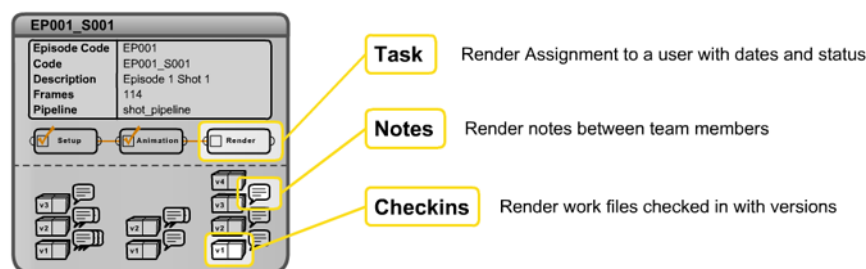 EP001_S001
Episode Code EP001
Code EP001_S001
Description Episode 1 Shot 1
Frames 114
Pipeline shot_pipeline
Setup Animation Render
v4
v3 v3
v2 v2 v2
v1 v1 v1
Task Render Assignment to a user with dates and status
Notes Render notes between team members
Checkins Render work files checked in with versions